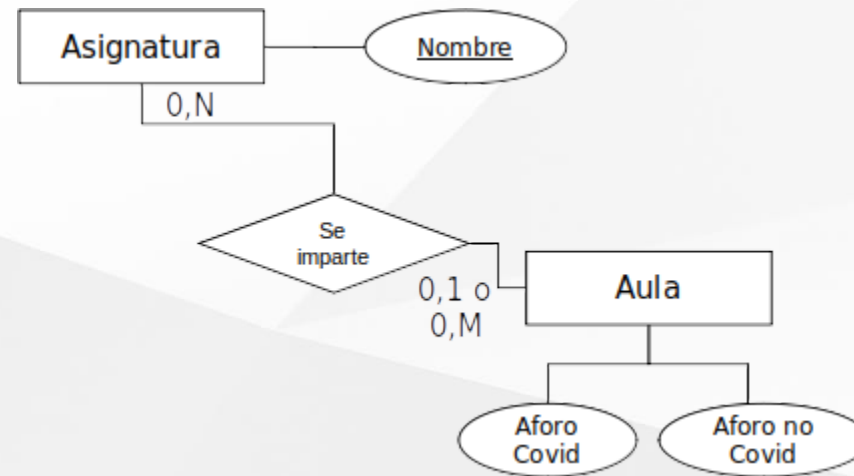 Asignatura
Nombre
0,N
Se
imparte
0,1 o
0,M
Aula
Aforo
Covid
Aforo no
Covid